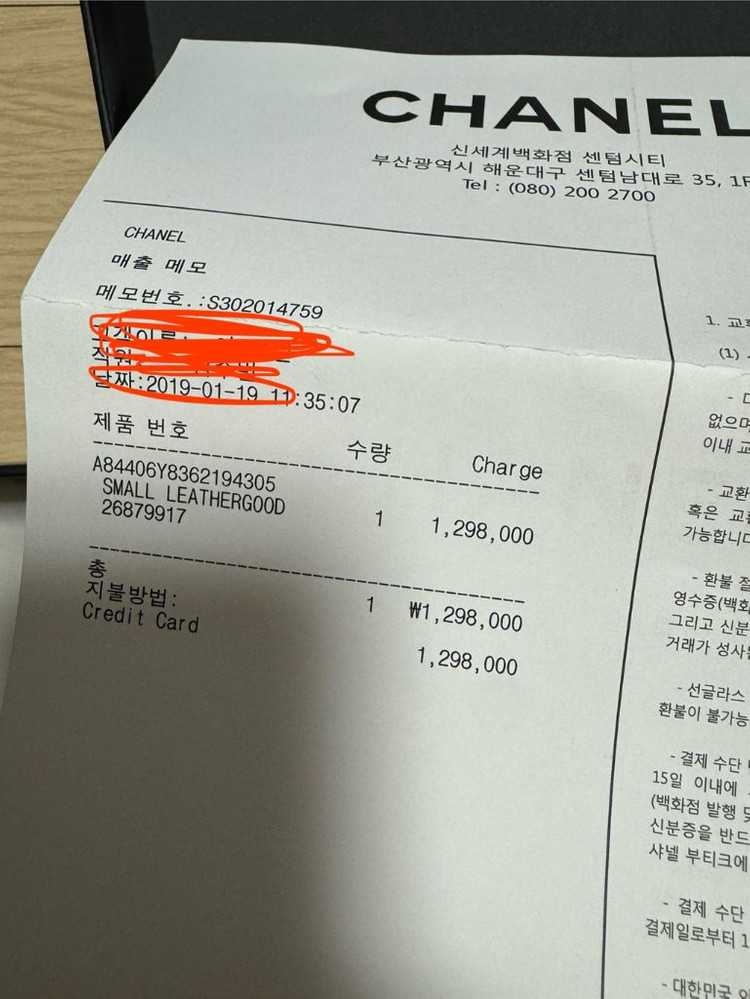 CHANEL
신세계백화점 센텀시티
부산광역시 해운대구 센텀남대로 35, 1F
Tel : (080) 200 2700
CHANEL
매출 메모
메모번호.:S302014759
날짜:2019-01-19 11:35:07
제품 번호 수량 Charge
A84406Y8362194305
SMALL LEATHERGOOD 1 1,298,000
26879917
총 1 ₩1,298,000
지불방법:
Credit Card 1,298,000
1. 교환
(1)
없으며
이내 교
- 교환
혹은 교환
가능합니다
- 환불 절
영수증(백화
그리고 신분
거래가 성사
- 선글라스
환불이 불가능
- 결제 수단
15일 이내에
(백화점 발행 및
신분증을 반드
샤넬 부티크에
- 결제 수단
결제일로부터 1
- 대한민국